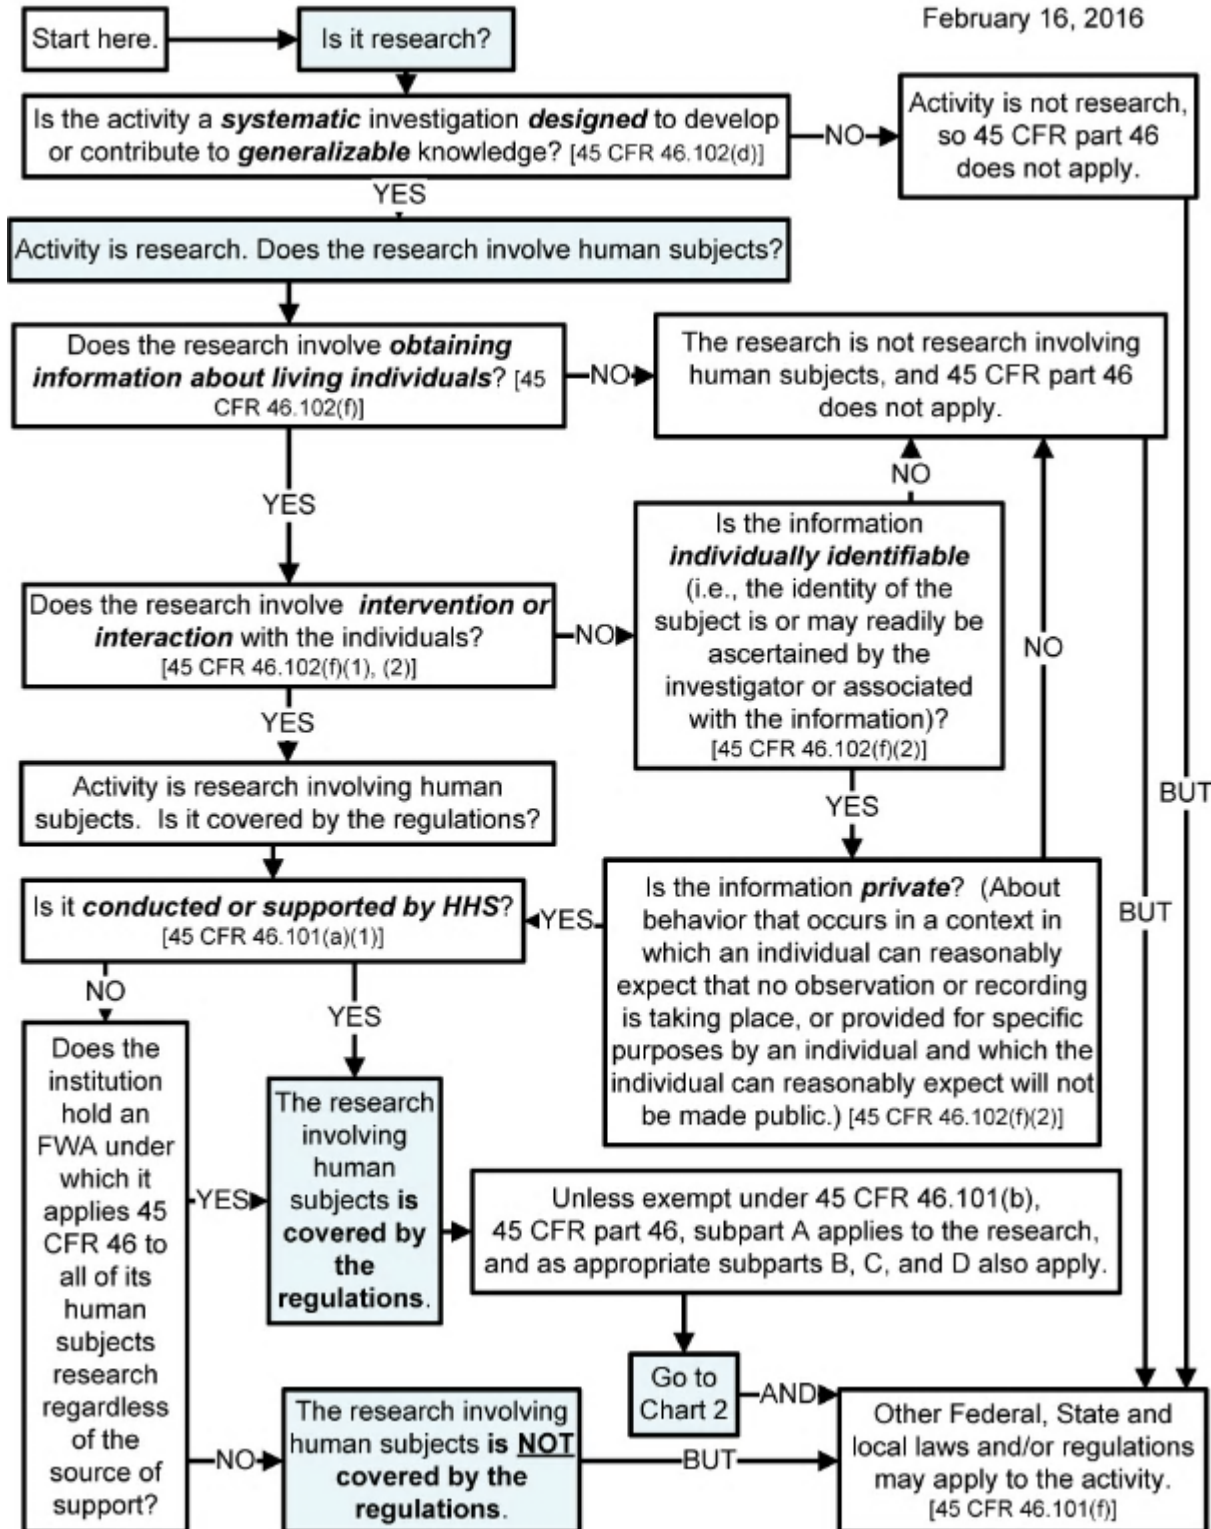 February 16, 2016
Start here.
Is it research?
Is the activity a systematic investigation designed to develop
or contribute to generalizable knowledge? [45 CFR 46.102(d)]
NO
Activity is not research,
so 45 CFR part 46
does not apply.
YES
Activity is research. Does the research involve human subjects?
Does the research involve obtaining
information about living individuals? [45
CFR 46.102(f)]
NO
The research is not research involving
human subjects, and 45 CFR part 46
does not apply.
YES
NO
NO
Is the information
individually identifiable
(i.e., the identity of the
subject is or may readily be
ascertained by the
investigator or associated
with the information)?
[45 CFR 46.102(f)(2)]
Does the research involve intervention or
interaction with the individuals?
[45 CFR 46.102(f)(1), (2)]
NO
YES
YES
BUT
Activity is research involving human
subjects. Is it covered by the regulations?
Is it conducted or supported by HHS?
[45 CFR 46.101(a)(1)]
YES
Is the information private? (About
behavior that occurs in a context in
which an individual can reasonably
expect that no observation or recording
is taking place, or provided for specific
purposes by an individual and which the
individual can reasonably expect will not
be made public.) [45 CFR 46.102(f)(2)]
BUT
NO
YES
Does the
institution
hold an
FWA under
which it
applies 45
CFR 46 to
all of its
human
subjects
research
regardless
of the
source of
support?
YES
The research
involving
human
subjects is
covered by
the
regulations.
Unless exempt under 45 CFR 46.101(b),
45 CFR part 46, subpart A applies to the research,
and as appropriate subparts B, C, and D also apply.
Go to
Chart 2
AND
NO
The research involving
human subjects is NOT
covered by the
regulations.
BUT
Other Federal, State and
local laws and/or regulations
may apply to the activity.
[45 CFR 46.101(f)]